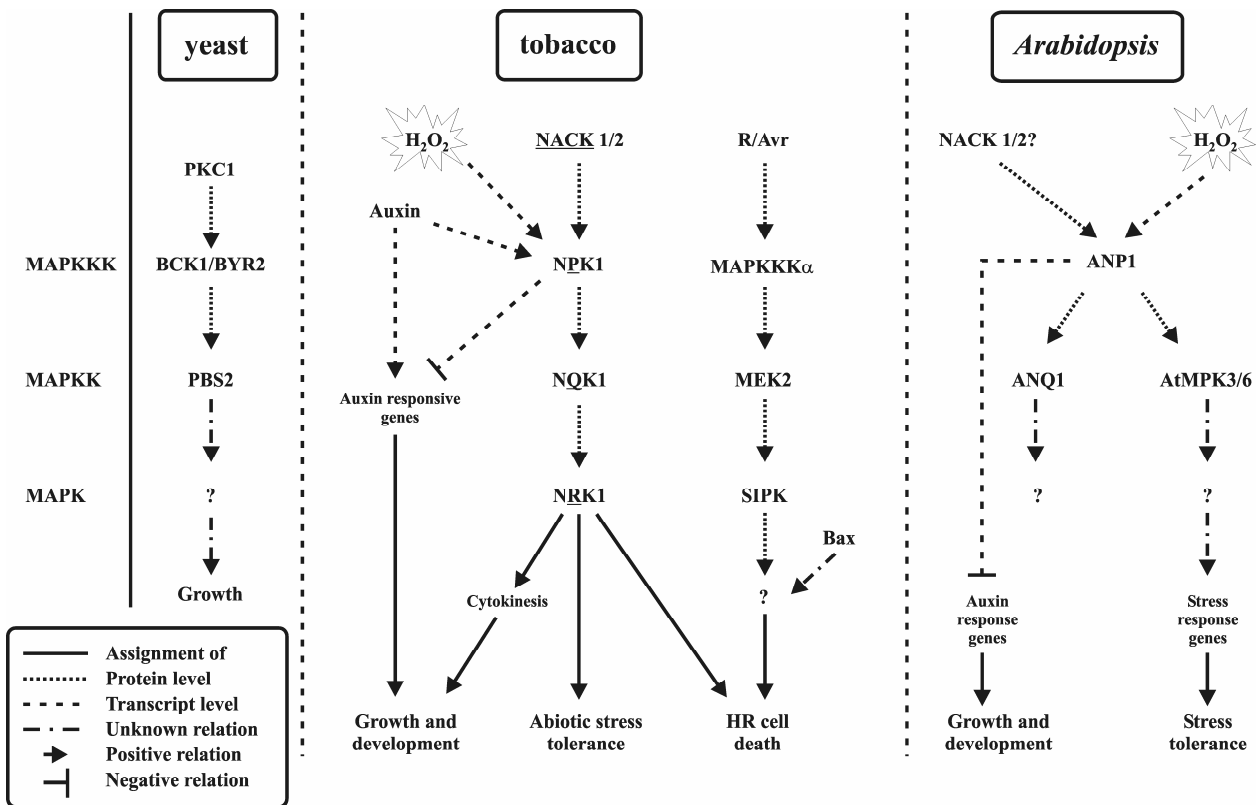 yeast
tobacco
Arabidopsis
H2O2
NACK 1/2
R/Avr
NACK 1/2?
H2O2
PKC1
Auxin
MAPKKK
BCK1/BYR2
NPK1
MAPKKKα
ANP1
MAPKK
PBS2
Auxin responsive
genes
NQK1
MEK2
ANQ1
AtMPK3/6
MAPK
?
NRK1
SIPK
?
?
Bax
Growth
Cytokinesis
?
Auxin
response
genes
Stress
response
genes
Growth and
development
Abiotic stress
tolerance
HR cell
death
Growth and
development
Stress
tolerance
Assignment of
Protein level
Transcript level
Unknown relation
Positive relation
Negative relation